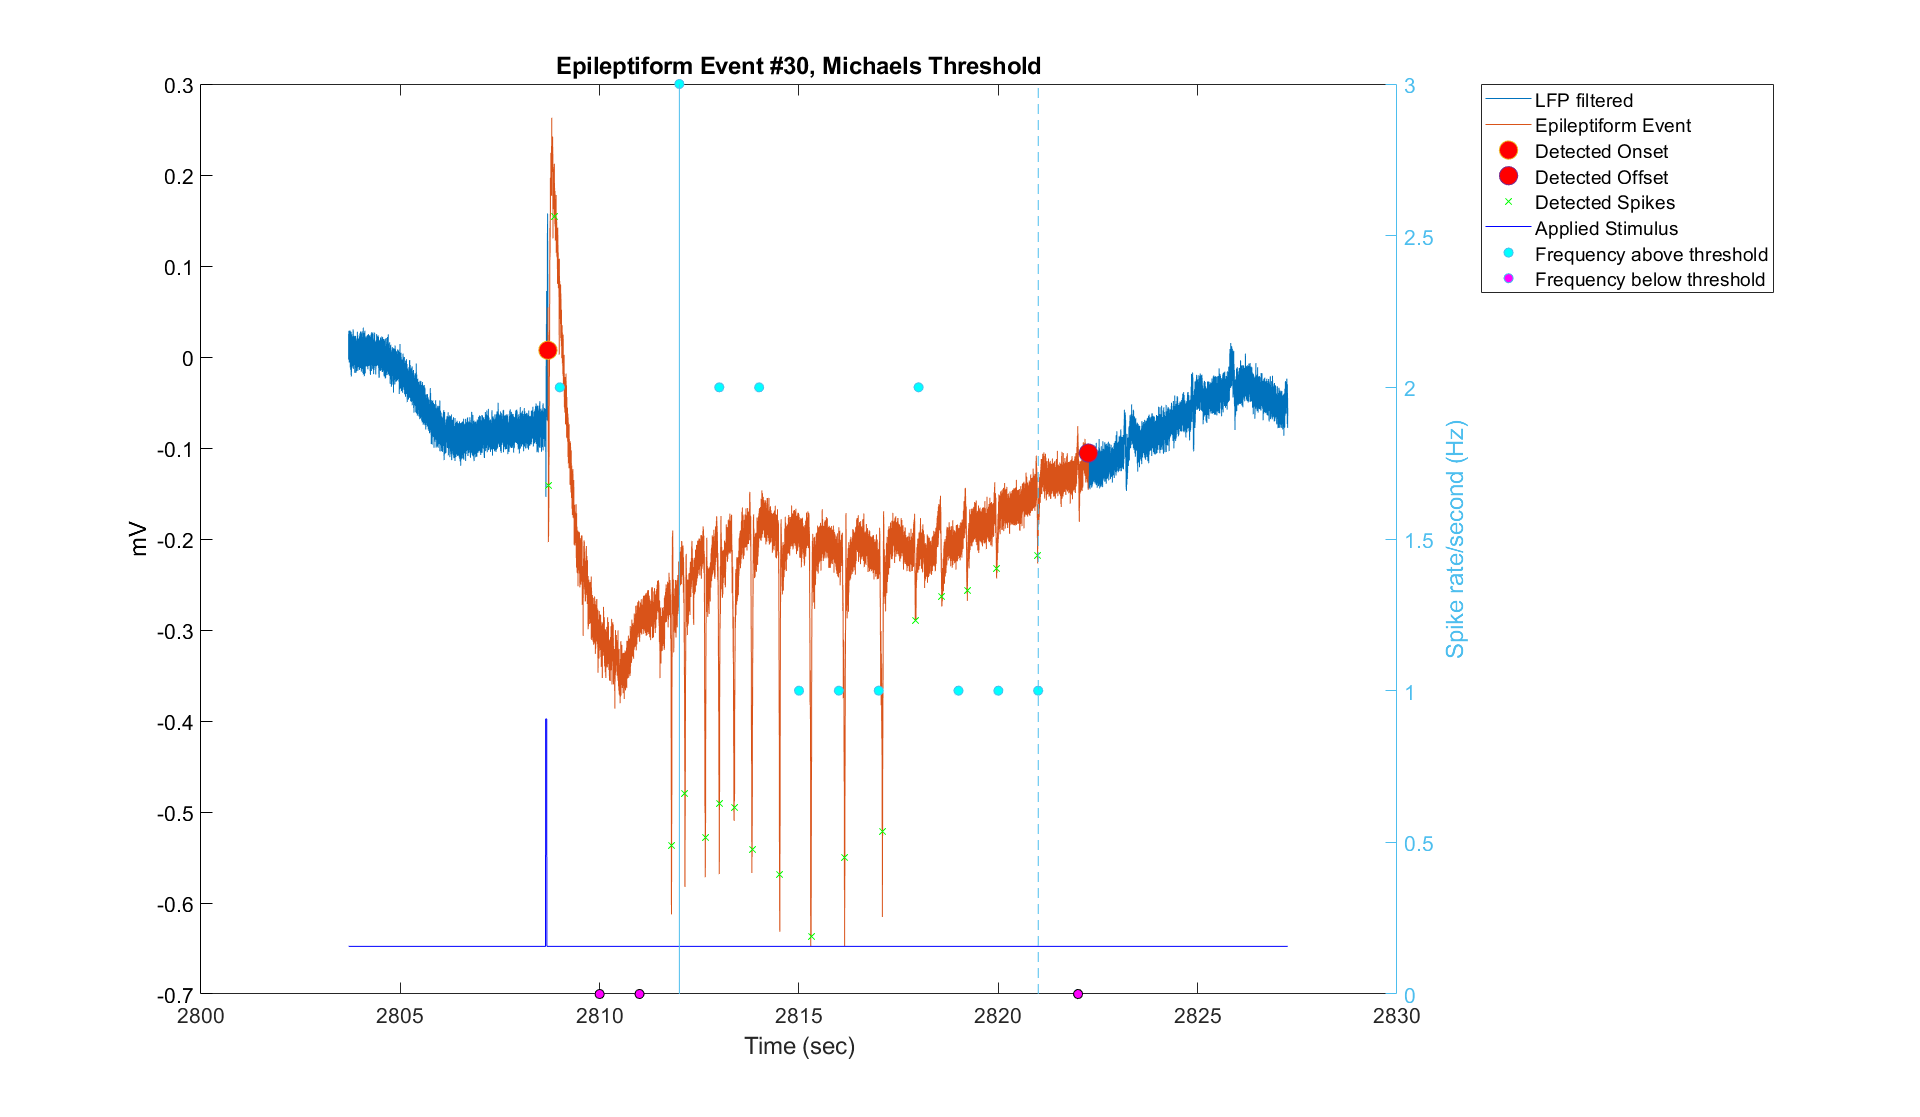 Epileptiform Event #30, Michaels Threshold
0.3
0.2
0.1
0
-0.1
-0.2
-0.3
-0.4
-0.5
-0.6
-0.7
mV
2800
2805
2810
2815
2820
2825
2830
Time (sec)
3
2.5
2
1.5
1
0.5
0
Spike rate/second (Hz)
LFP filtered
Epileptiform Event
Detected Onset
Detected Offset
Detected Spikes
Applied Stimulus
Frequency above threshold
Frequency below threshold